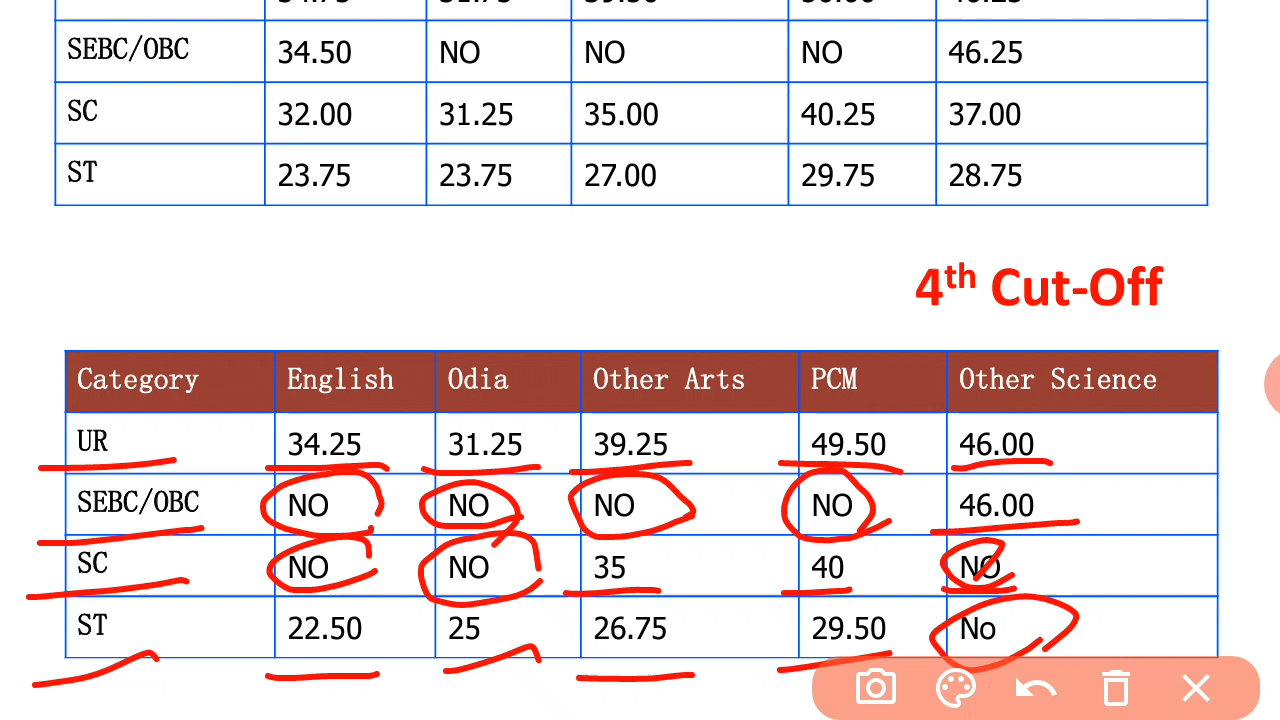 SEBC/OBC 34.50 NO NO NO 46.25
SC 32.00 31.25 35.00 40.25 37.00
ST 23.75 23.75 27.00 29.75 28.75
4th Cut-Off
Category English Odia Other Arts PCM Other Science
UR 34.25 31.25 39.25 49.50 46.00
SEBC/OBC NO NO NO NO 46.00
SC NO NO 35 40 NO
ST 22.50 25 26.75 29.50 No